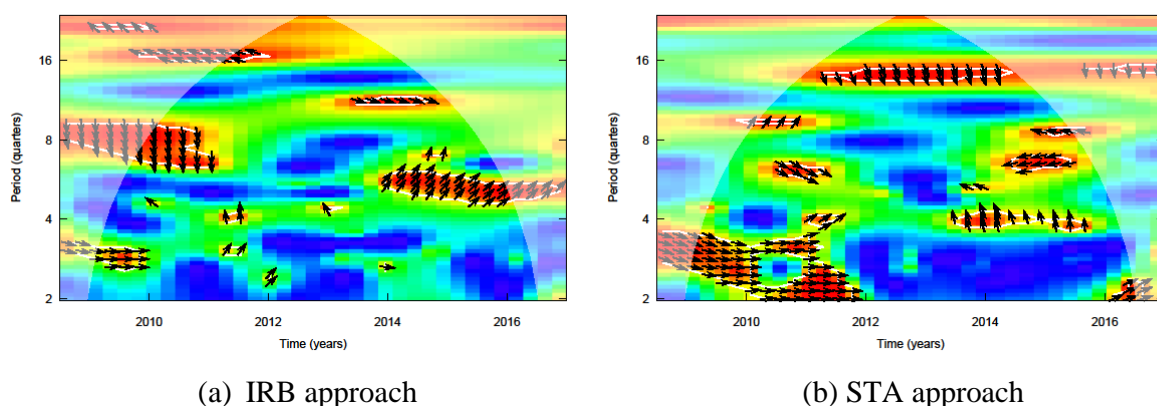 Period (quarters)
16
8
4
2
2010
2012
2014
2016
Time (years)
(a) IRB approach
Period (quarters)
16
8
4
2
2010
2012
2014
2016
Time (years)
(b) STA approach